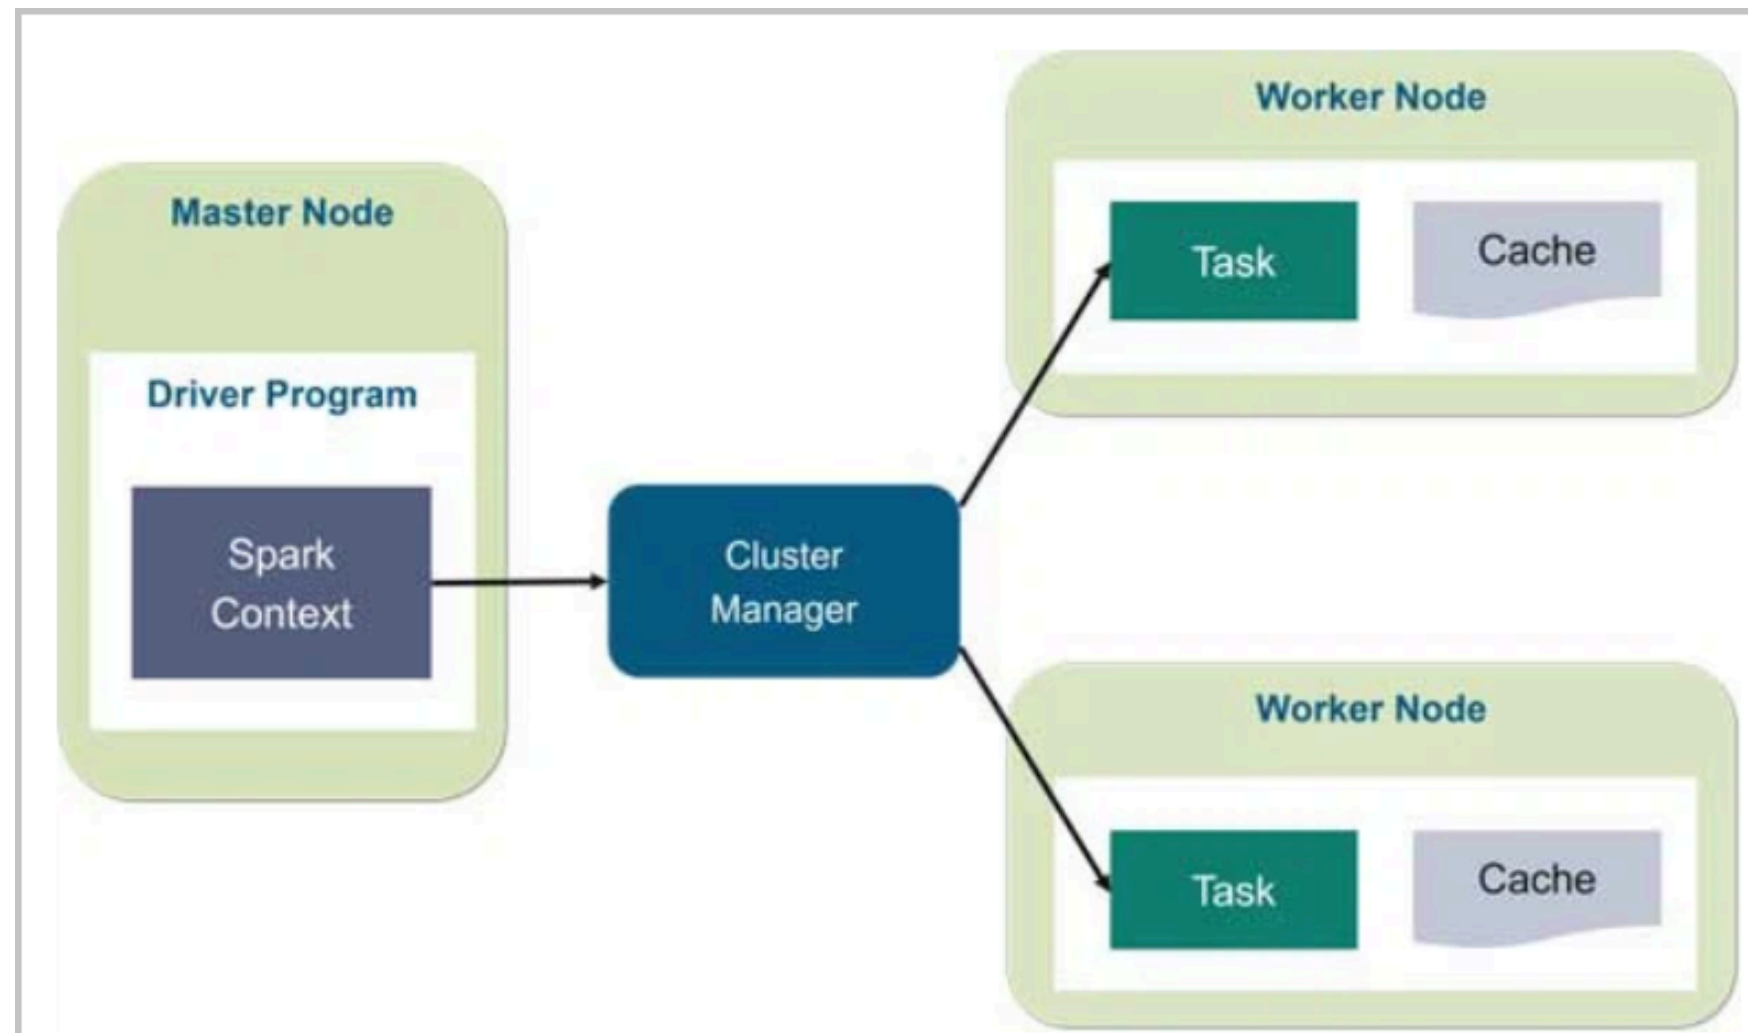 Master Node
Driver Program
Spark
Context
Cluster
Manager
Worker Node
Task
Cache
Worker Node
Task
Cache